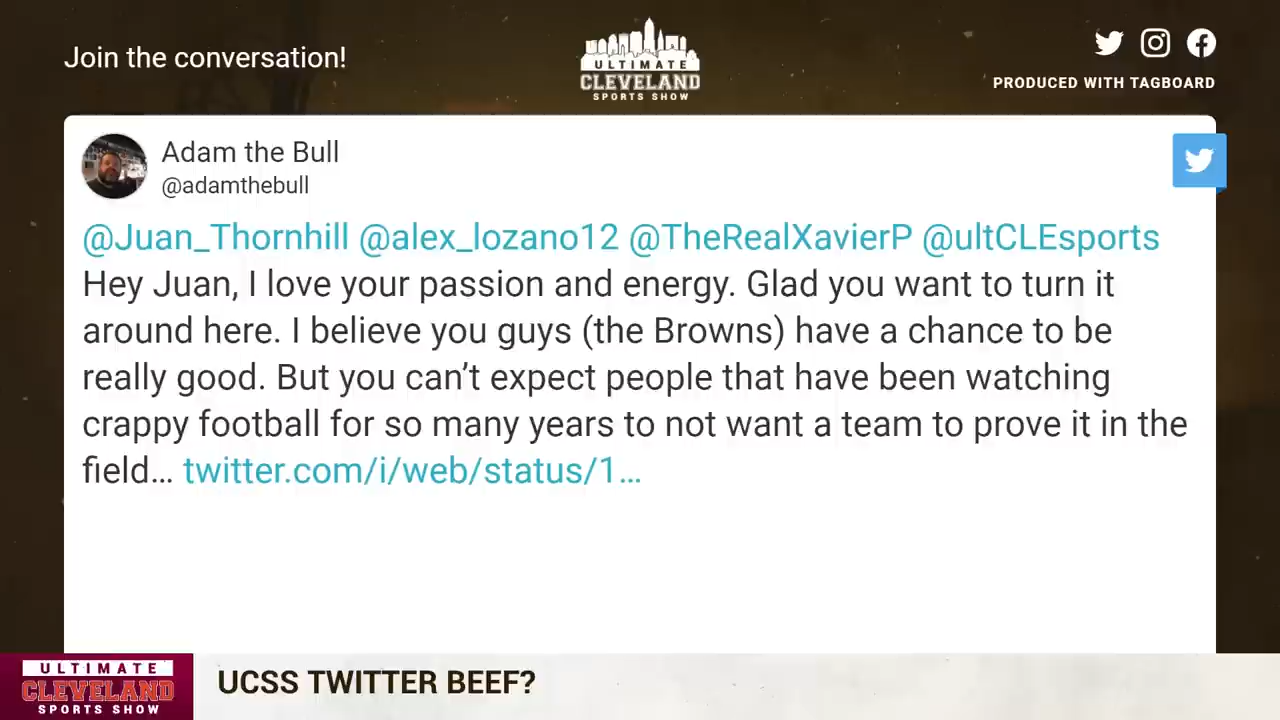 Join the conversation!
ULTIMATE
CLEVELAND
SPORTS SHOW
PRODUCED WITH TAGBOARD
Adam the Bull
@adamthebull
@Juan_Thornhill @alex_lozano12 @TheRealXavierP @ultCLEsports
Hey Juan, I love your passion and energy. Glad you want to turn it
around here. I believe you guys (the Browns) have a chance to be
really good. But you can’t expect people that have been watching
crappy football for so many years to not want a team to prove it in the
field… twitter.com/i/web/status/1…
ULTIMATE
CLEVELAND
SPORTS SHOW
UCSS TWITTER BEEF?